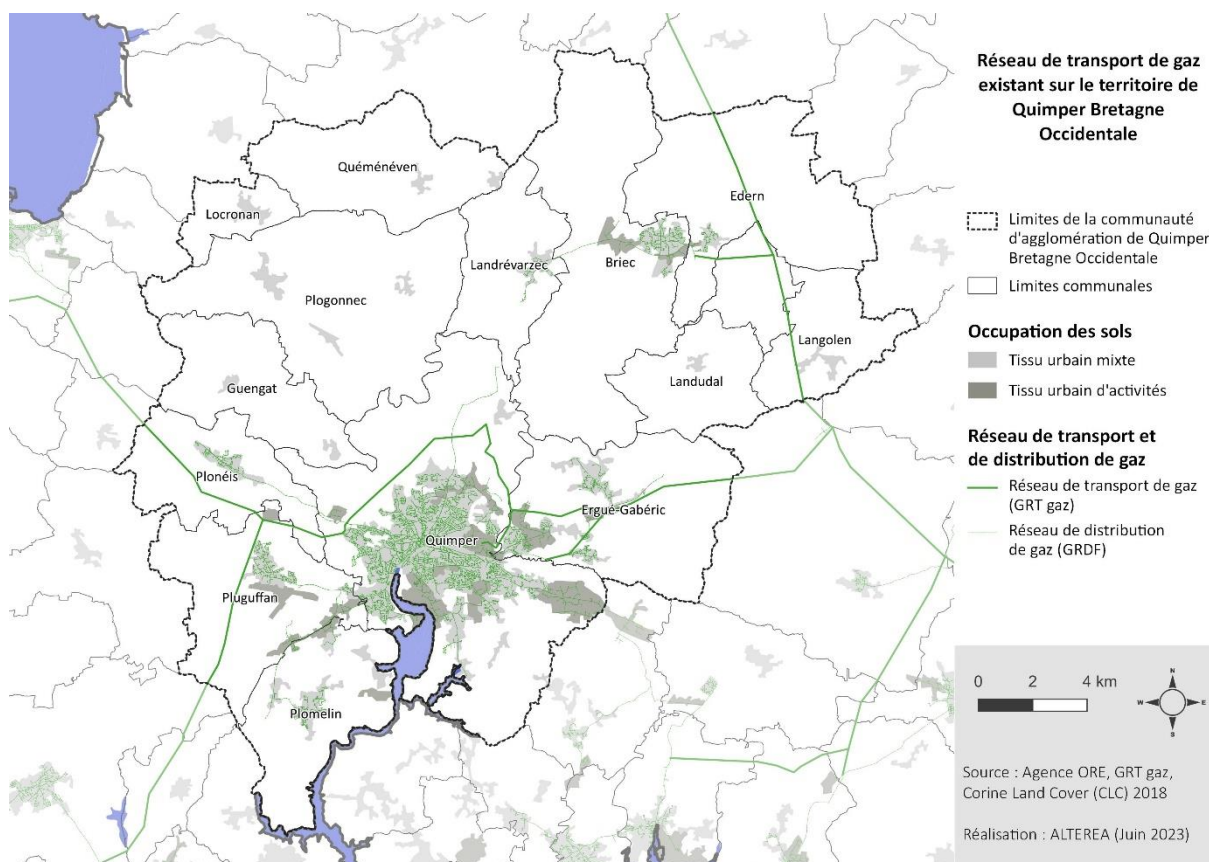 Réseau de transport de gaz
existant sur le territoire de
Quimper Bretagne
Occidentale
Limites de la communauté
d'agglomération de Quimper
Bretagne Occidentale
Limites communales
Occupation des sols
Tissu urbain mixte
Tissu urbain d'activités
Réseau de transport et
de distribution de gaz
Réseau de transport de gaz
(GRT gaz)
Réseau de distribution
de gaz (GRDF)
0 2 4 km
N
W E
S
Source : Agence ORE, GRT gaz,
Corine Land Cover (CLC) 2018
Réalisation : ALTEREA (Juin 2023)
Quéménéven
Edern
Locronan
Landrévarzec
Briec
Plogonnec
Langolen
Guengat
Landudal
Plonéis
Ergué-Gabéric
Quimper
Pluguffan
Plomelin